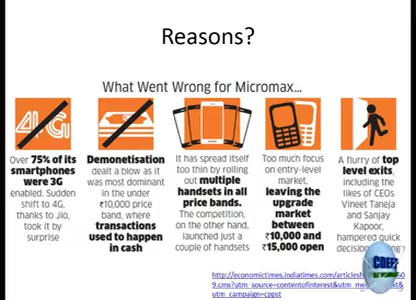 Reasons?
What Went Wrong for Micromax...
4G
Over 75% of its
smartphones
were 3G
enabled. Sudden
shift to 4G,
thanks to Jio,
took it by
surprise
Demonetisation
dealt a blow as it
was most dominant
in the under
₹10,000 price
band, where
transactions
used to happen
in cash
It has spread itself
too thin by rolling
out multiple
handsets in all
price bands.
The competition,
on the other hand,
launched just a
couple of handsets
Too much focus
on entry-level
market,
leaving the
upgrade
market
between
₹10,000 and
₹15,000 open
A flurry of top
level exits,
including the
likes of CEOs
Vineet Taneja
and Sanjay
Kapoor,
hampered quick
decision
http://economictimes.indiatimes.com/articlesh
9.cms?utm_source=contentofinterest&utm_me
utm_campaign=cppst
CDEEP